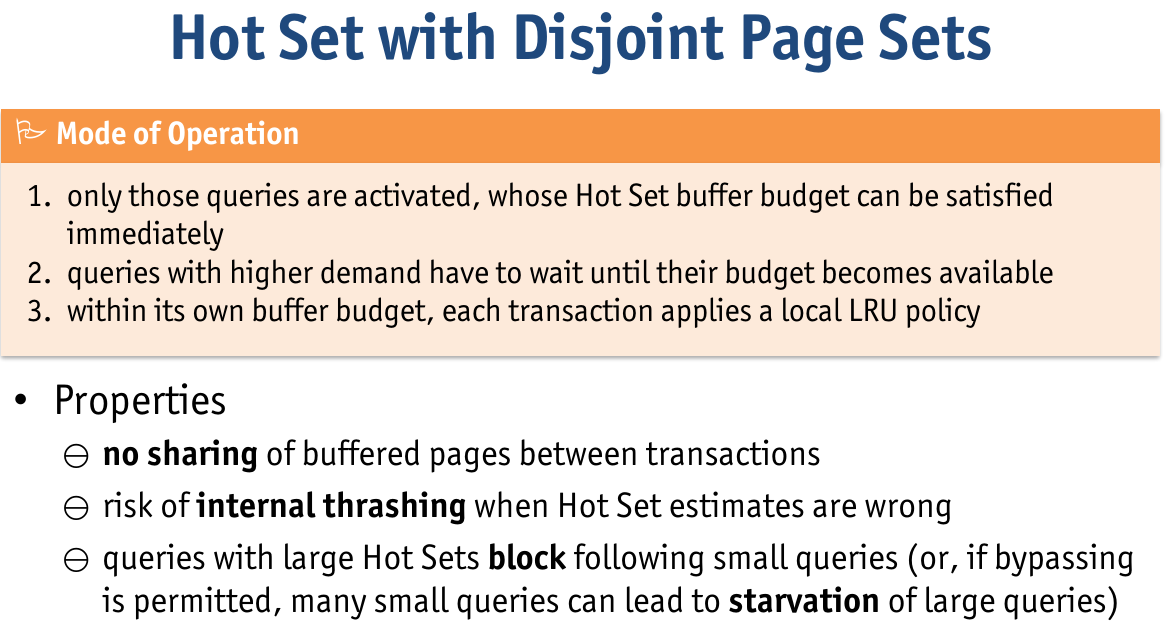 Hot Set with Disjoint Page Sets
Mode of Operation
1. only those queries are activated, whose Hot Set buffer budget can be satisfied
immediately
2. queries with higher demand have to wait until their budget becomes available
3. within its own buffer budget, each transaction applies a local LRU policy
• Properties
⊖ no sharing of buffered pages between transactions
⊖ risk of internal thrashing when Hot Set estimates are wrong
⊖ queries with large Hot Sets block following small queries (or, if bypassing
is permitted, many small queries can lead to starvation of large queries)